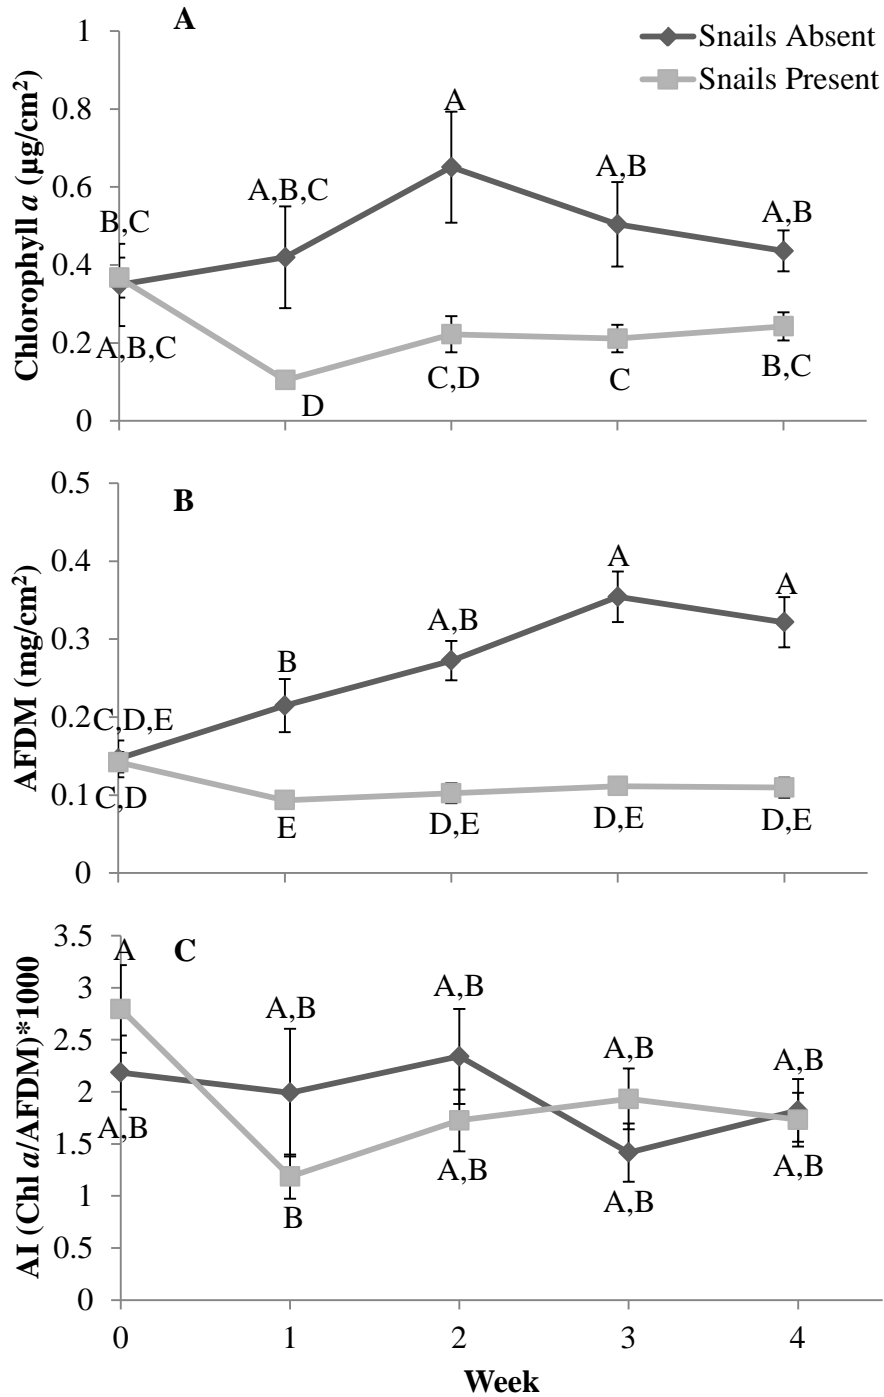 A
Snails Absent
Snails Present
Chlorophyll a (µg/cm²)
1
0.8
0.6
0.4
0.2
0
B,C
A,B,C
A,B,C
D
A
C,D
A,B
C
A,B
B,C
B
AFDM (mg/cm²)
0.5
0.4
0.3
0.2
0.1
0
C,D,E
C,D
B
E
A,B
D,E
A
D,E
A
D,E
C
AI (Chl a/AFDM)*1000
3.5
3
2.5
2
1.5
1
0.5
0
A
A,B
A,B
B
A,B
A,B
A,B
A,B
A,B
A,B
0 1 2 3 4
Week